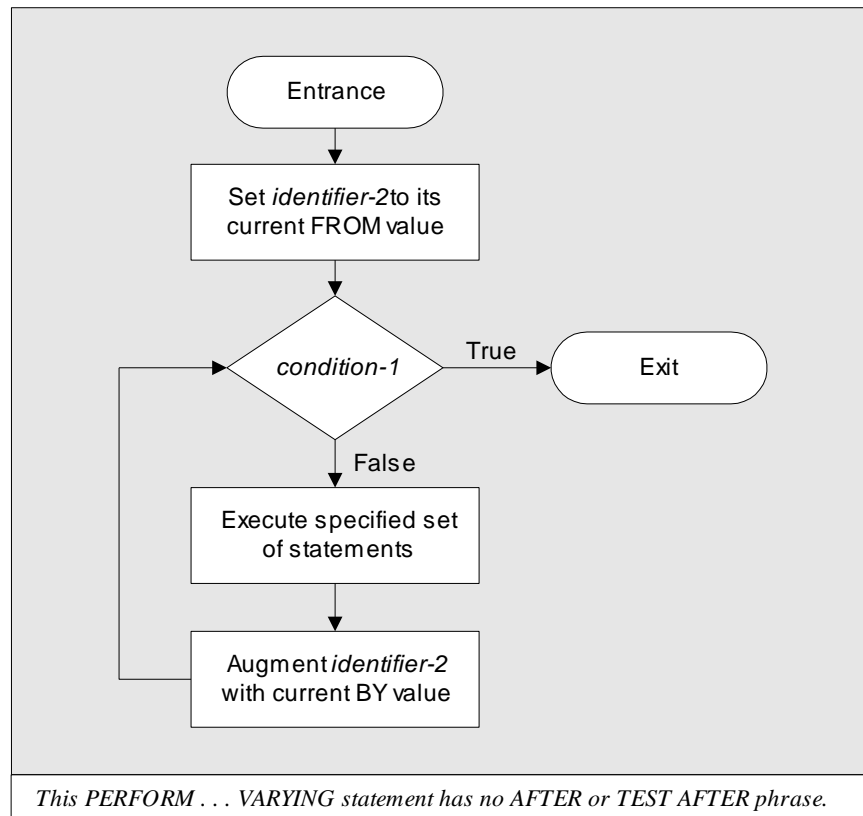 Entrance
Set identifier-2 to its
current FROM value
condition-1
True
Exit
False
Execute specified set
of statements
Augment identifier-2
with current BY value
This PERFORM . . . VARYING statement has no AFTER or TEST AFTER phrase.